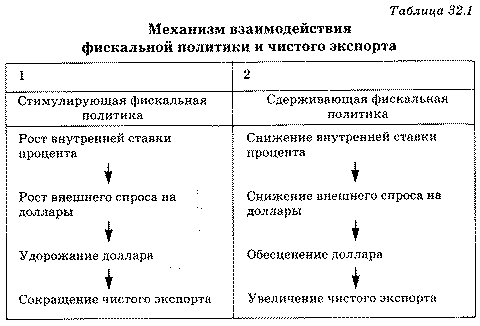 Таблица 32.1
Механизм взаимодействия
фискальной политики и чистого экспорта
1
2
Стимулирующая фискальная
политика
Сдерживающая фискальная
политика
Рост внутренней ставки
процента
Снижение внутренней ставки
процента
Рост внешнего спроса на
доллары
Снижение внешнего спроса на
доллары
Удорожание доллара
Обесценение доллара
Сокращение чистого экспорта
Увеличение чистого экспорта